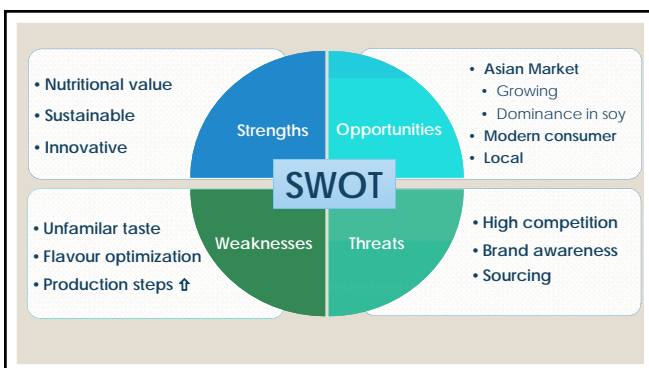 • Nutritional value
• Sustainable
• Innovative
Strengths
Opportunities
• Asian Market
• Growing
• Dominance in soy
• Modern consumer
• Local
SWOT
• Unfamilar taste
• Flavour optimization
• Production steps ⇧
Weaknesses
Threats
• High competition
• Brand awareness
• Sourcing